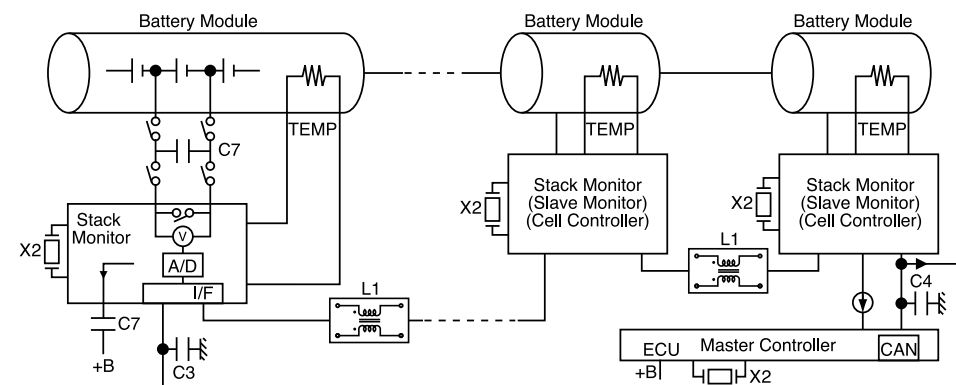 Battery Module
Battery Module
Battery Module
TEMP
TEMP
TEMP
C7
Stack
Monitor
X2
V
A/D
I/F
C7
+B
C3
L1
X2
Stack Monitor
(Slave Monitor)
(Cell Controller)
L1
X2
Stack Monitor
(Slave Monitor)
(Cell Controller)
C4
Master Controller
ECU
CAN
+B
X2